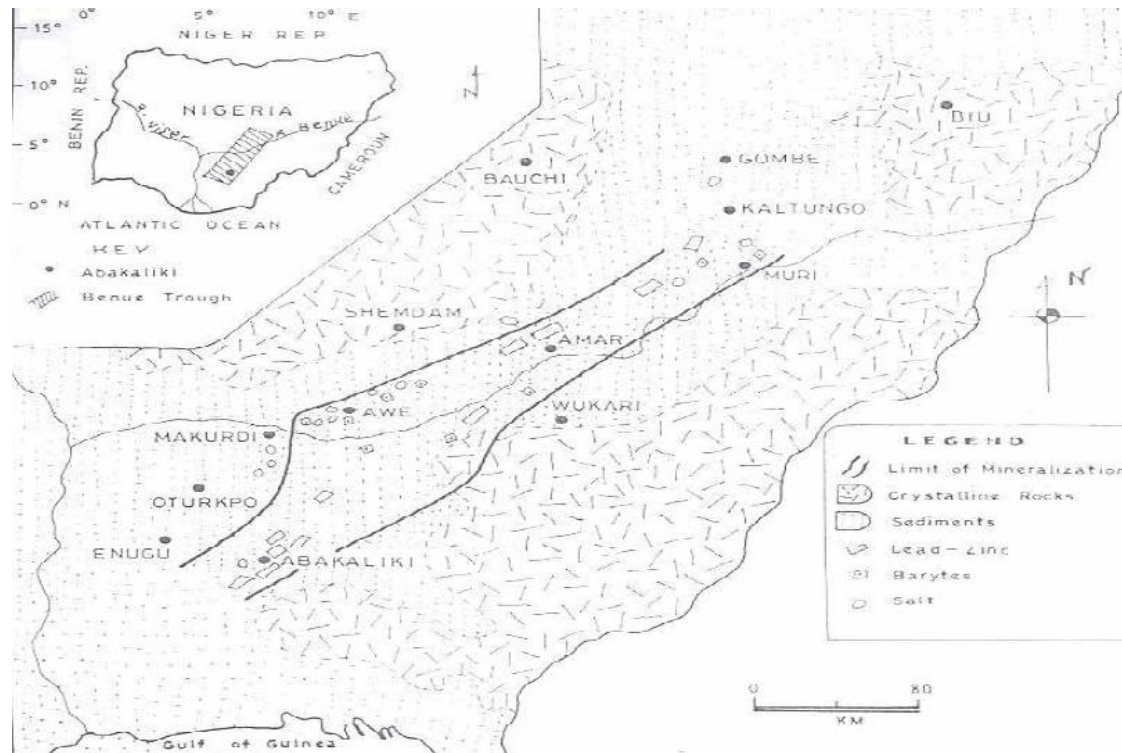 0° 5° 10° E
15°
10°
5°
0° N
NIGER REP
BENIN REP.
NIGERIA
R. Niger
R. Benue
CAMEROUN
ATLANTIC OCEAN
KEY
Abakaliki
Benue Trough
N
BIU
GOMBE
BAUCHI
KALTUNGO
MURI
SHEMDAM
AMAR
AWE
WUKARI
MAKURDI
OTURKPO
ENUGU
ABAKALIKI
N
LEGEND
Limit of Mineralization
Crystalline Rocks
Sediments
Lead-Zinc
Barytes
Salt
0 80
KM
Gulf of Guinea